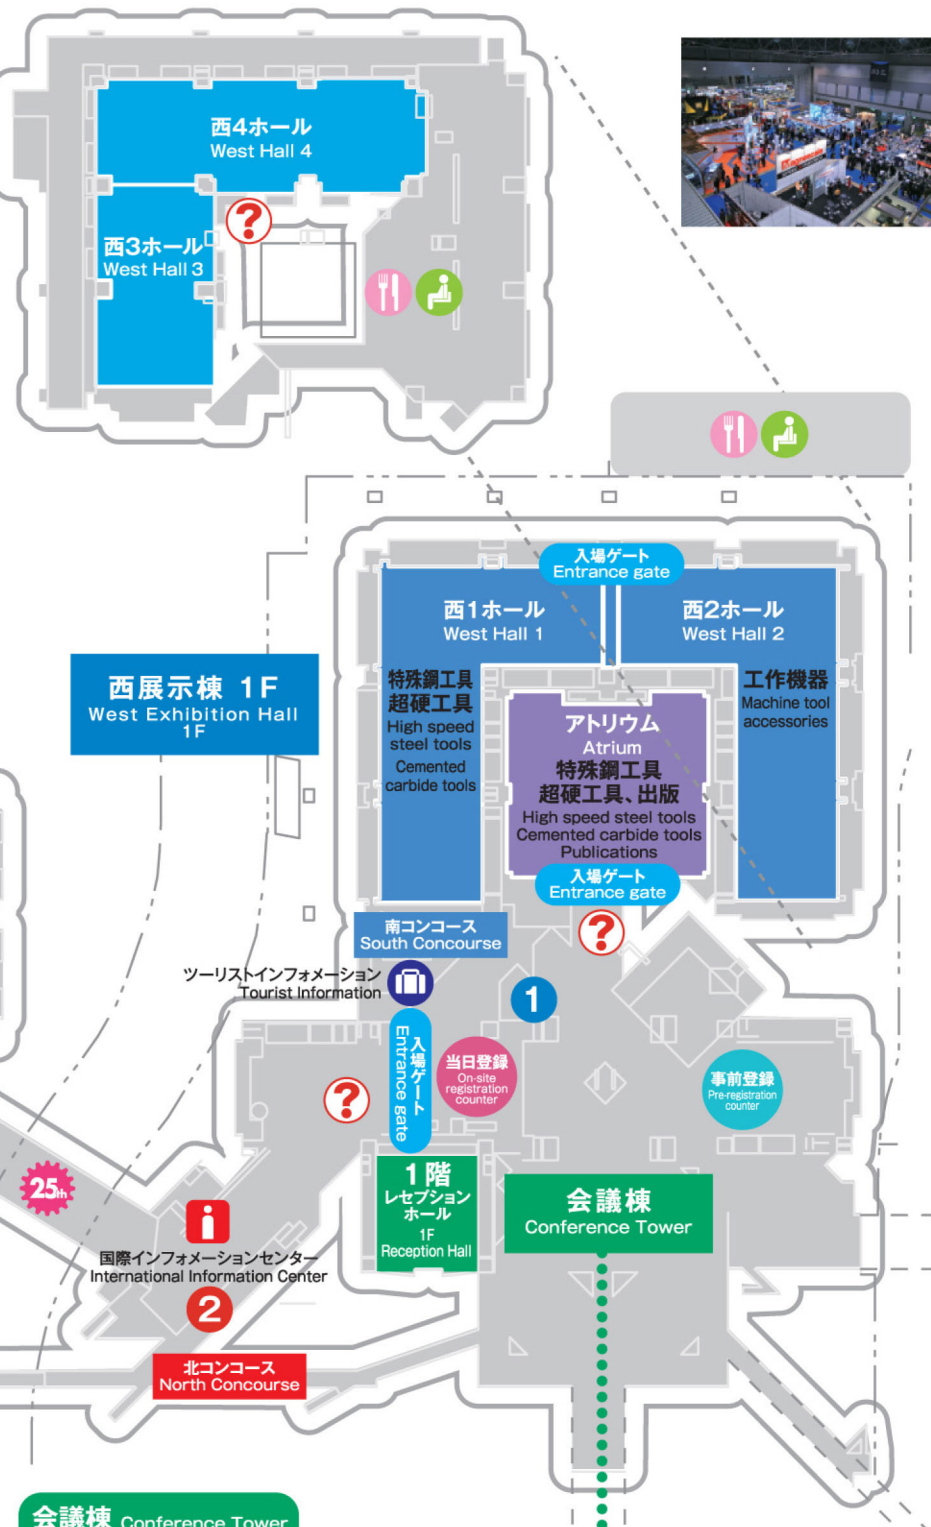 西4ホール
West Hall 4
西3ホール
West Hall 3
入場ゲート
Entrance gate
西1ホール
West Hall 1
西2ホール
West Hall 2
西展示棟 1F
West Exhibition Hall
1F
特殊鋼工具
超硬工具
High speed
steel tools
Cemented
carbide tools
アトリウム
Atrium
特殊鋼工具
超硬工具、出版
High speed steel tools
Cemented carbide tools
Publications
工作機器
Machine tool
accessories
入場ゲート
Entrance gate
南コンコース
South Concourse
ツーリストインフォメーション
Tourist Information
1
入場ゲート
Entrance gate
当日登録
On-site
registration
counter
事前登録
Pre-registration
counter
25th
1階
レセプション
ホール
1F
Reception Hall
会議棟
Conference Tower
国際インフォメーションセンター
International Information Center
2
北コンコース
North Concourse
会議棟 Conference Tower